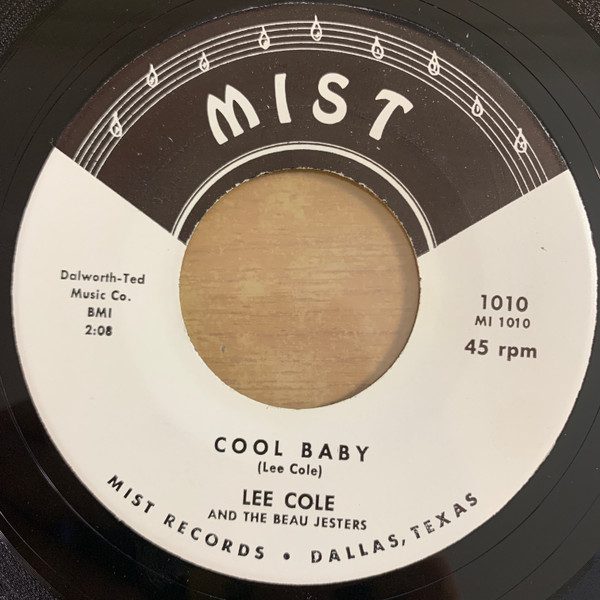 MIST
Dalworth-Ted
Music Co.
BMI
2:08
1010
MI 1010
45 rpm
COOL BABY
(Lee Cole)
LEE COLE
AND THE BEAU JESTERS
MIST RECORDS • DALLAS, TEXAS